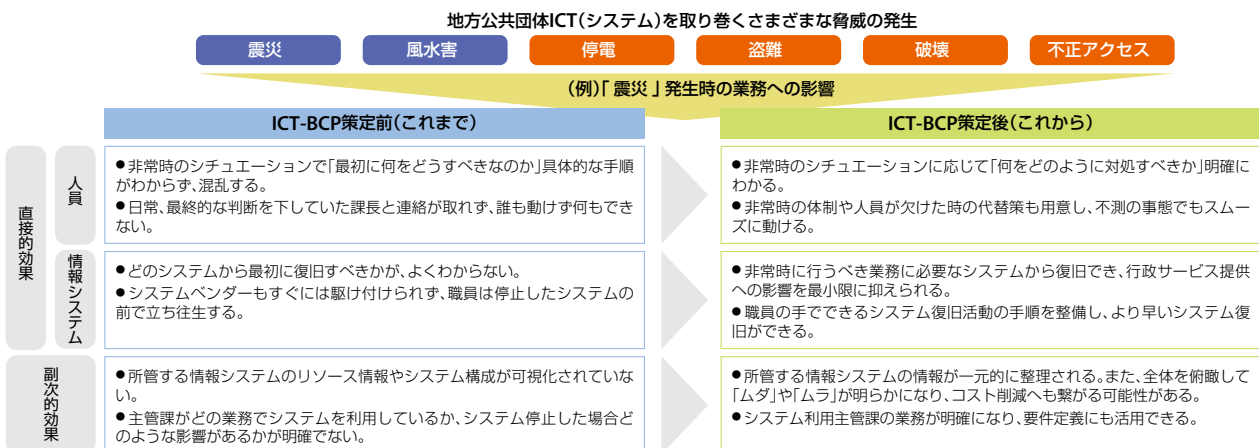 地方公共団体ICT(システム)を取り巻くさまざまな脅威の発生
震災 風水害 停電 盗難 破壊 不正アクセス
(例)「震災」発生時の業務への影響
ICT-BCP策定前(これまで)
ICT-BCP策定後(これから)
直接的効果
人員
●非常時のシチュエーションで「最初に何をどうすべきなのか」具体的な手順
がわからず、混乱する。
●日常、最終的な判断を下していた課長と連絡が取れず、誰も動けず何もでき
ない。
●非常時のシチュエーションに応じて「何をどのように対処すべきか」明確に
わかる。
●非常時の体制や人員が欠けた時の代替策も用意し、不測の事態でもスムー
ズに動ける。
情報システム
●どのシステムから最初に復旧すべきかが、よくわからない。
●システムベンダーもすぐには駆け付けられず、職員は停止したシステムの
前で立ち往生する。
●非常時に行うべき業務に必要なシステムから復旧でき、行政サービス提供
への影響を最小限に抑えられる。
●職員の手でできるシステム復旧活動の手順を整備し、より早いシステム復
旧ができる。
副次的効果
●所管する情報システムのリソース情報やシステム構成が可視化されていな
い。
●主管課がどの業務でシステムを利用しているか、システム停止した場合ど
のような影響があるかが明確でない。
●所管する情報システムの情報が一元的に整理される。また、全体を俯瞰して
「ムダ」や「ムラ」が明らかになり、コスト削減へも繋がる可能性がある。
●システム利用主管課の業務が明確になり、要件定義にも活用できる。